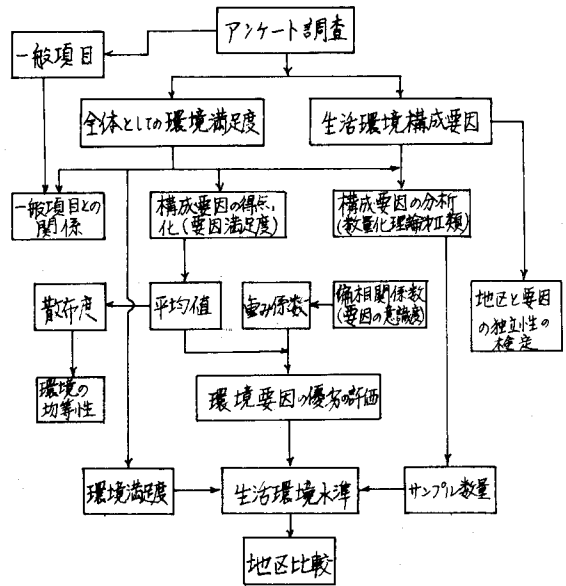 アンケート調査
一般項目
全体としての環境満足度
生活環境構成要因
一般項目との
関係
構成要因の得点
化(要因満足度)
構成要因の分析
(数量化理論オⅡ類)
散布度
平均値
重み係数
偏相関係数
(要因の意識度)
地区と要因
の独立性の
検定
環境の
均等性
環境要因の優劣の評価
環境満足度
生活環境水準
サンプル数量
地区比較